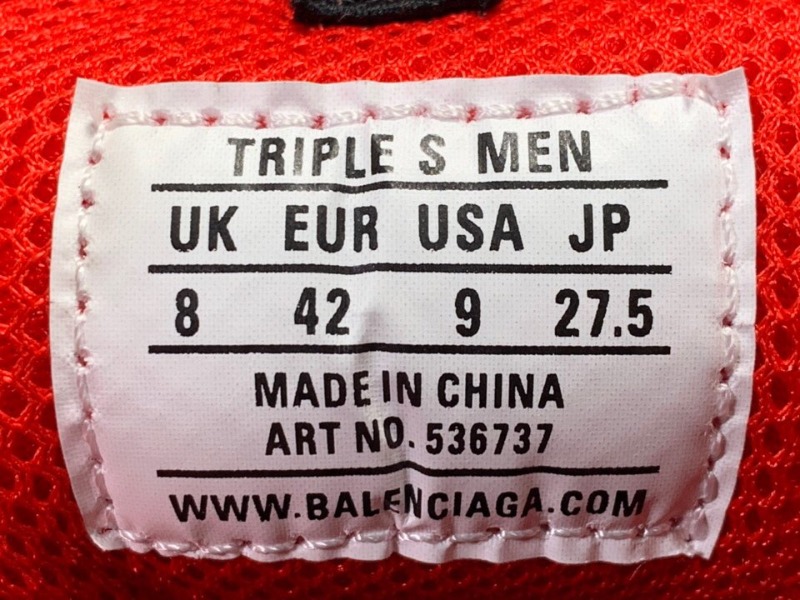 TRIPLE S MEN
UK EUR USA JP
8 42 9 27.5
MADE IN CHINA
ART NO. 536737
WWW.BALENCIAGA.COM